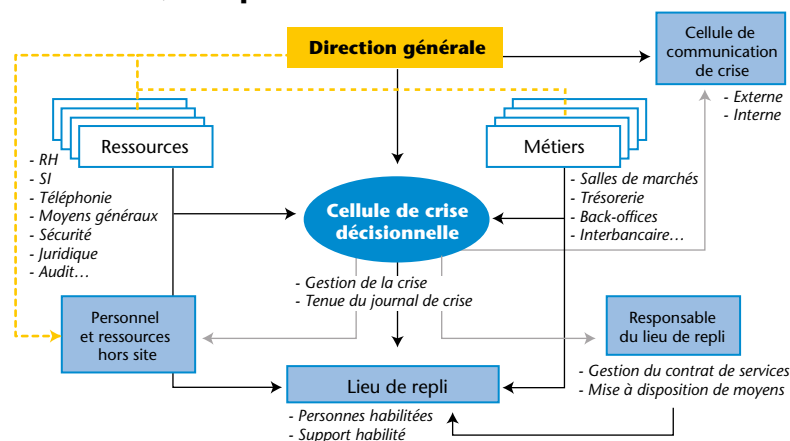 Direction générale
Cellule de
communication
de crise
- Externe
- Interne
Ressources
- RH
- SI
- Téléphonie
- Moyens généraux
- Sécurité
- Juridique
- Audit…
Métiers
- Salles de marchés
- Trésorerie
- Back-offices
- Interbancaire…
Cellule de crise
décisionnelle
- Gestion de la crise
- Tenue du journal de crise
Personnel
et ressources
hors site
Responsable
du lieu de repli
- Gestion du contrat de services
- Mise à disposition de moyens
Lieu de repli
- Personnes habilitées
- Support habilité